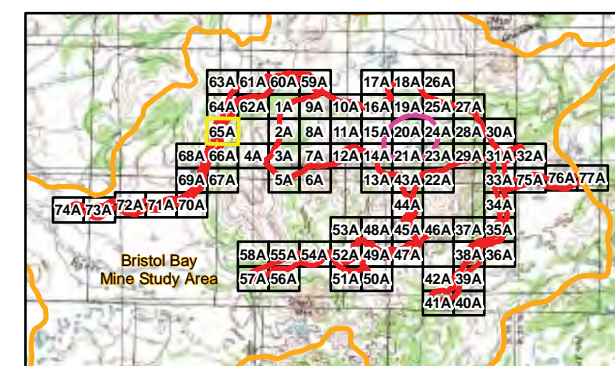 63A 61A 60A 59A 17A 18A 26A
64A 62A 1A 9A 10A 16A 19A 25A 27A
65A 2A 8A 11A 15A 20A 24A 28A 30A
68A 66A 4A 3A 7A 12A 14A 21A 23A 29A 31A 32A
69A 67A 5A 6A 13A 43A 22A 33A 75A 76A 77A
74A 73A 72A 71A 70A 44A 34A
53A 48A 45A 46A 37A 35A
58A 55A 54A 52A 49A 47A 38A 36A
57A 56A 51A 50A 42A 39A
41A 40A
Bristol Bay
Mine Study Area